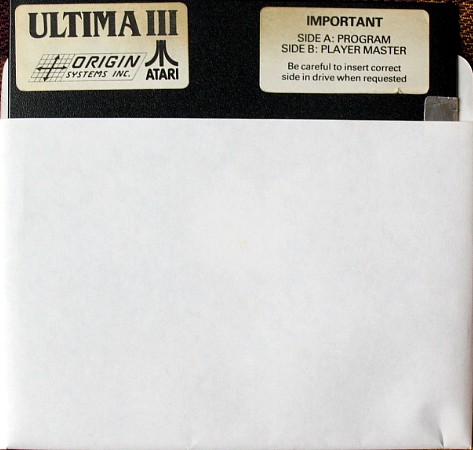 ULTIMA III
ORIGIN
SYSTEMS INC.
ATARI
IMPORTANT
SIDE A: PROGRAM
SIDE B: PLAYER MASTER
Be careful to insert correct
side in drive when requested